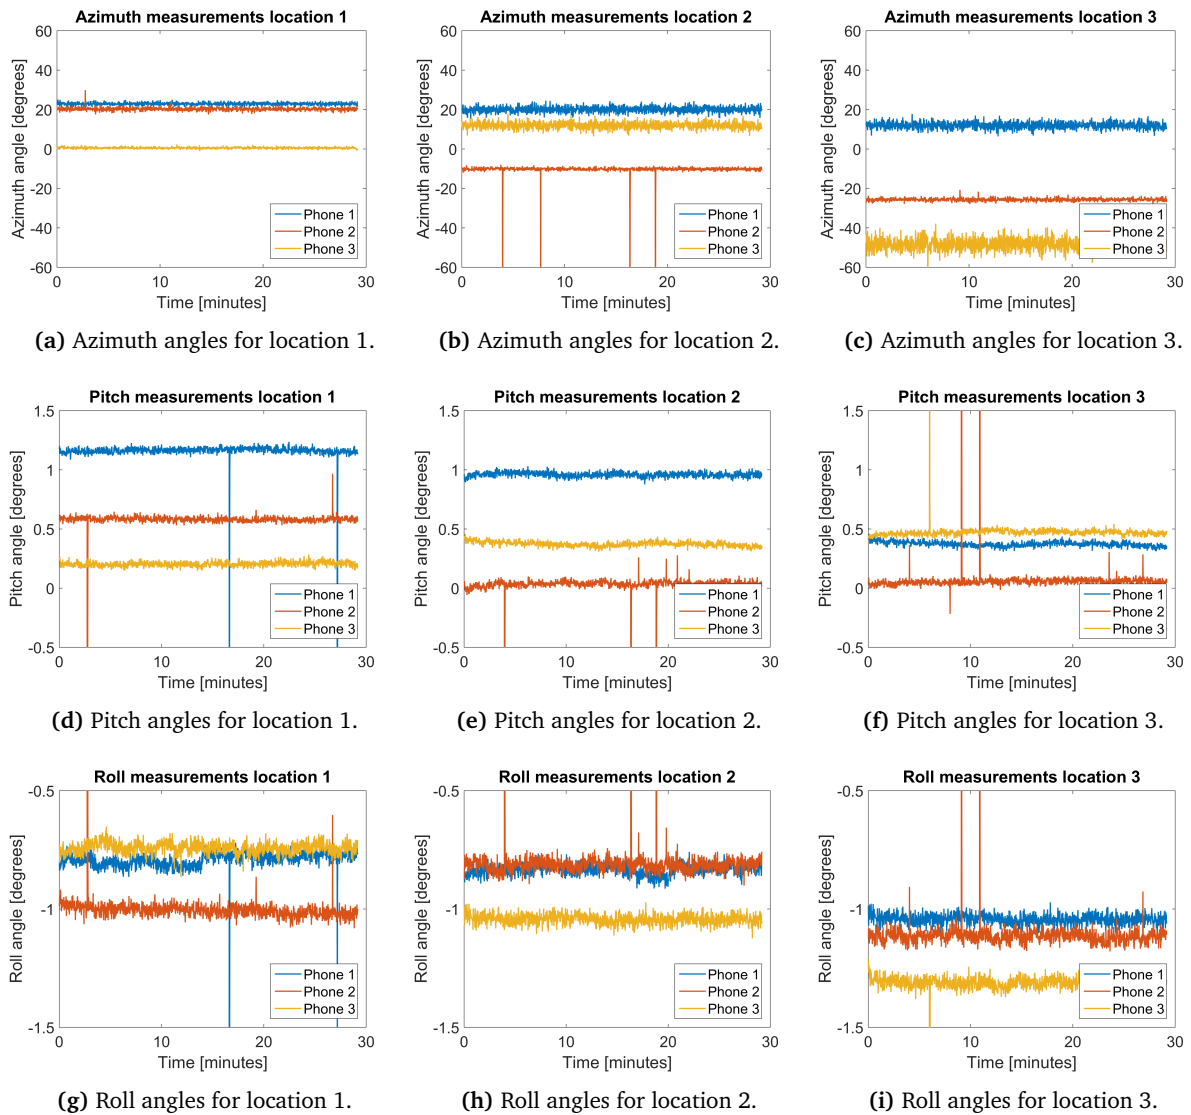 Azimuth measurements location 1
60
40
20
0
-20
-40
-60
Azimuth angle [degrees]
Phone 1
Phone 2
Phone 3
0 10 20 30
Time [minutes]
(a) Azimuth angles for location 1.
Azimuth measurements location 2
60
40
20
0
-20
-40
-60
Azimuth angle [degrees]
Phone 1
Phone 2
Phone 3
0 10 20 30
Time [minutes]
(b) Azimuth angles for location 2.
Azimuth measurements location 3
60
40
20
0
-20
-40
-60
Azimuth angle [degrees]
Phone 1
Phone 2
Phone 3
0 10 20 30
Time [minutes]
(c) Azimuth angles for location 3.
Pitch measurements location 1
1.5
1
0.5
0
-0.5
Pitch angle [degrees]
Phone 1
Phone 2
Phone 3
0 10 20 30
Time [minutes]
(d) Pitch angles for location 1.
Pitch measurements location 2
1.5
1
0.5
0
-0.5
Pitch angle [degrees]
Phone 1
Phone 2
Phone 3
0 10 20 30
Time [minutes]
(e) Pitch angles for location 2.
Pitch measurements location 3
1.5
1
0.5
0
-0.5
Pitch angle [degrees]
Phone 1
Phone 2
Phone 3
0 10 20 30
Time [minutes]
(f) Pitch angles for location 3.
Roll measurements location 1
-0.5
-1
-1.5
Roll angle [degrees]
Phone 1
Phone 2
Phone 3
0 10 20 30
Time [minutes]
(g) Roll angles for location 1.
Roll measurements location 2
-0.5
-1
-1.5
Roll angle [degrees]
Phone 1
Phone 2
Phone 3
0 10 20 30
Time [minutes]
(h) Roll angles for location 2.
Roll measurements location 3
-0.5
-1
-1.5
Roll angle [degrees]
Phone 1
Phone 2
Phone 3
0 10 20 30
Time [minutes]
(i) Roll angles for location 3.